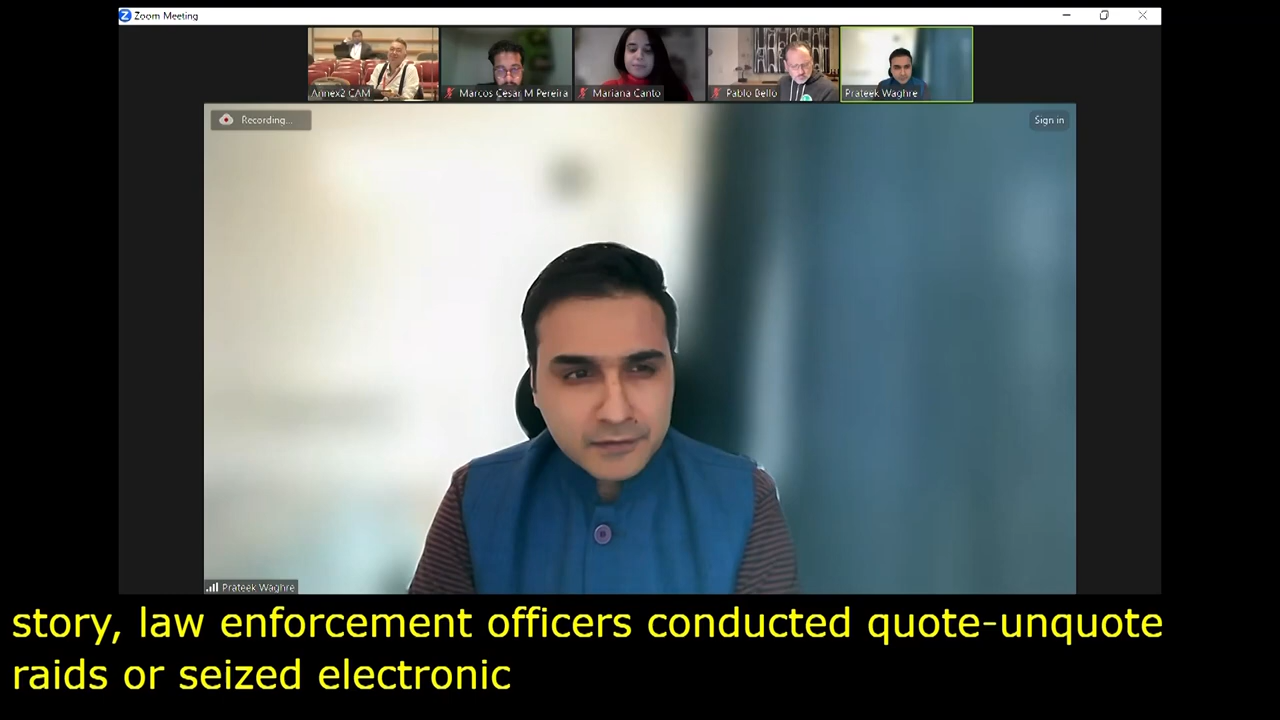 Zoom Meeting
Annex2 CAM
Marcos Cesar M Pereira
Mariana Canto
Pablo Bello
Prateek Waghre
Recording...
Sign in
Prateek Waghre
story, law enforcement officers conducted quote-unquote
raids or seized electronic